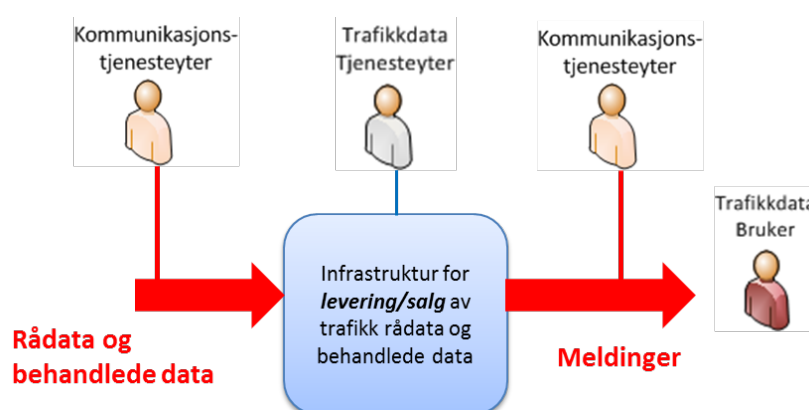 Kommunikasjons-
tjenesteyter
Trafikkdata
Tjenesteyter
Kommunikasjons-
tjenesteyter
Trafikkdata
Bruker
Infrastruktur for
levering/salg av
trafikk rådata og
behandlede data
Rådata og
behandlede data
Meldinger